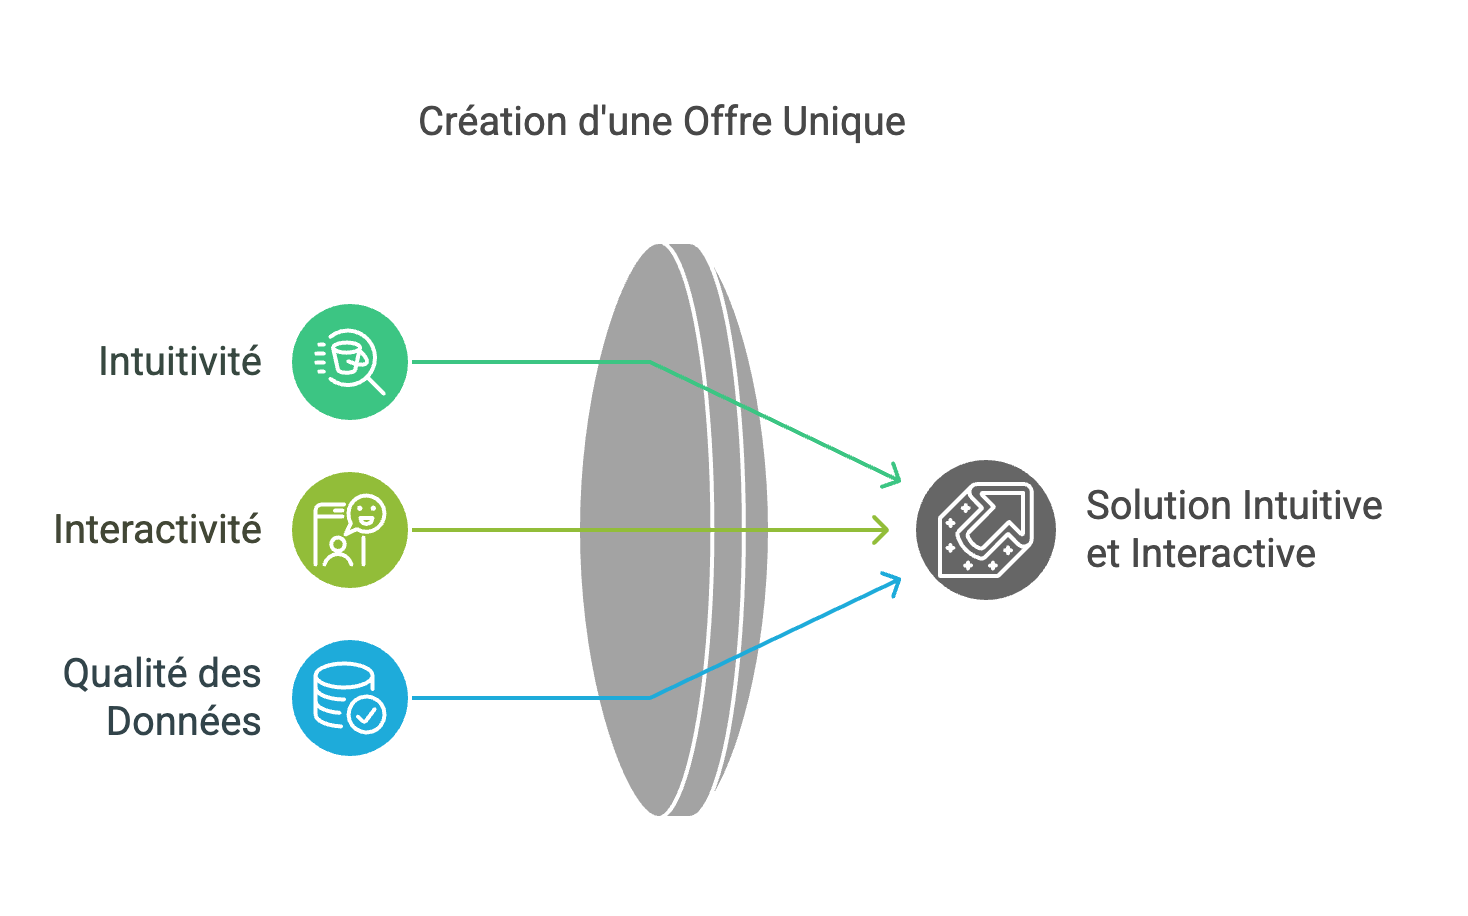 Création d'une Offre Unique
Intuitivité
Interactivité
Qualité des
Données
Solution Intuitive
et Interactive